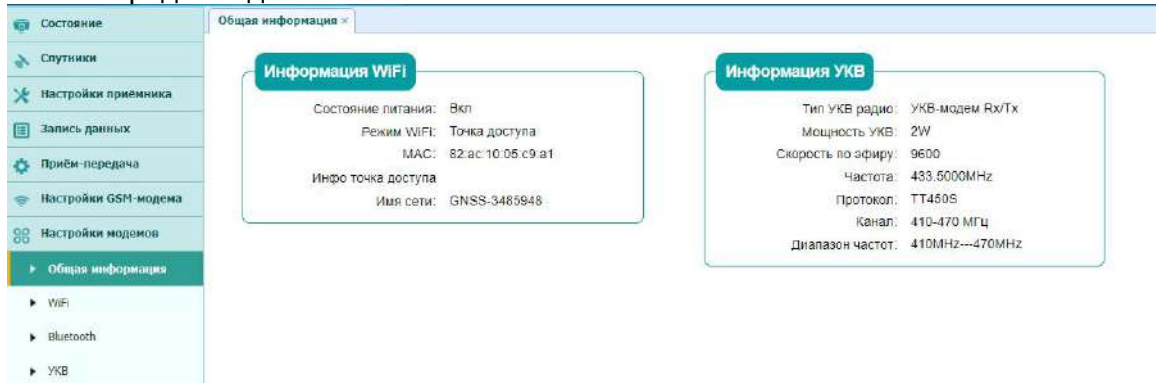 Состояние
Спутники
Настройки приёмника
Запись данных
Приём-передача
Настройки GSM-модема
Настройки модемов
Общая информация
WiFi
Bluetooth
УКВ
Общая информация ×
Информация WiFi
Состояние питания: Вкл
Режим WiFi: Точка доступа
MAC: 82:ac:10:05:c9:a1
Инфо точка доступа
Имя сети: GNSS-3485948
Информация УКВ
Тип УКВ радио: УКВ-модем Rx/Tx
Мощность УКВ: 2W
Скорость по эфиру: 9600
Частота: 433.5000MHz
Протокол: TT450S
Канал: 410-470 МГц
Диапазон частот: 410MHz---470MHz